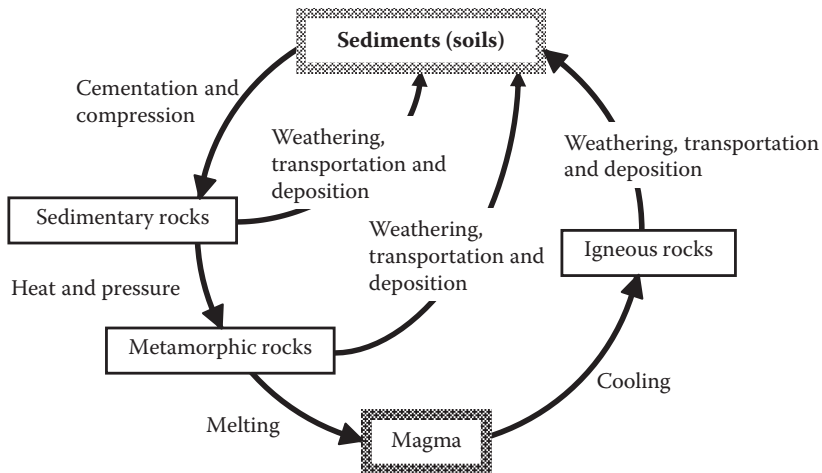 Sediments (soils)
Cementation and
compression
Weathering,
transportation and
deposition
Weathering, transportation
and deposition
Sedimentary rocks
Weathering,
transportation and
deposition
Igneous rocks
Heat and pressure
Metamorphic rocks
Cooling
Melting
Magma